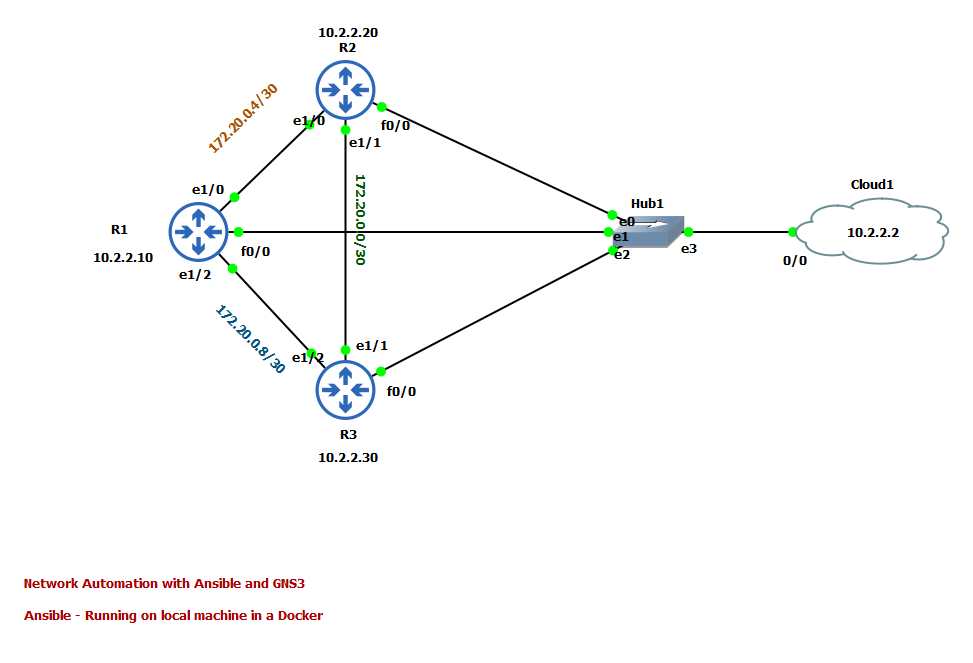 10.2.2.20
R2
172.20.0.4/30
e1/0
f0/0
e1/1
e1/0
172.20.0.0/30
R1
10.2.2.10
f0/0
e1/2
172.20.0.8/30
Hub1
e0
e1
e2
e3
Cloud1
10.2.2.2
0/0
e1/1
e1/2
f0/0
R3
10.2.2.30
Network Automation with Ansible and GNS3
Ansible - Running on local machine in a Docker